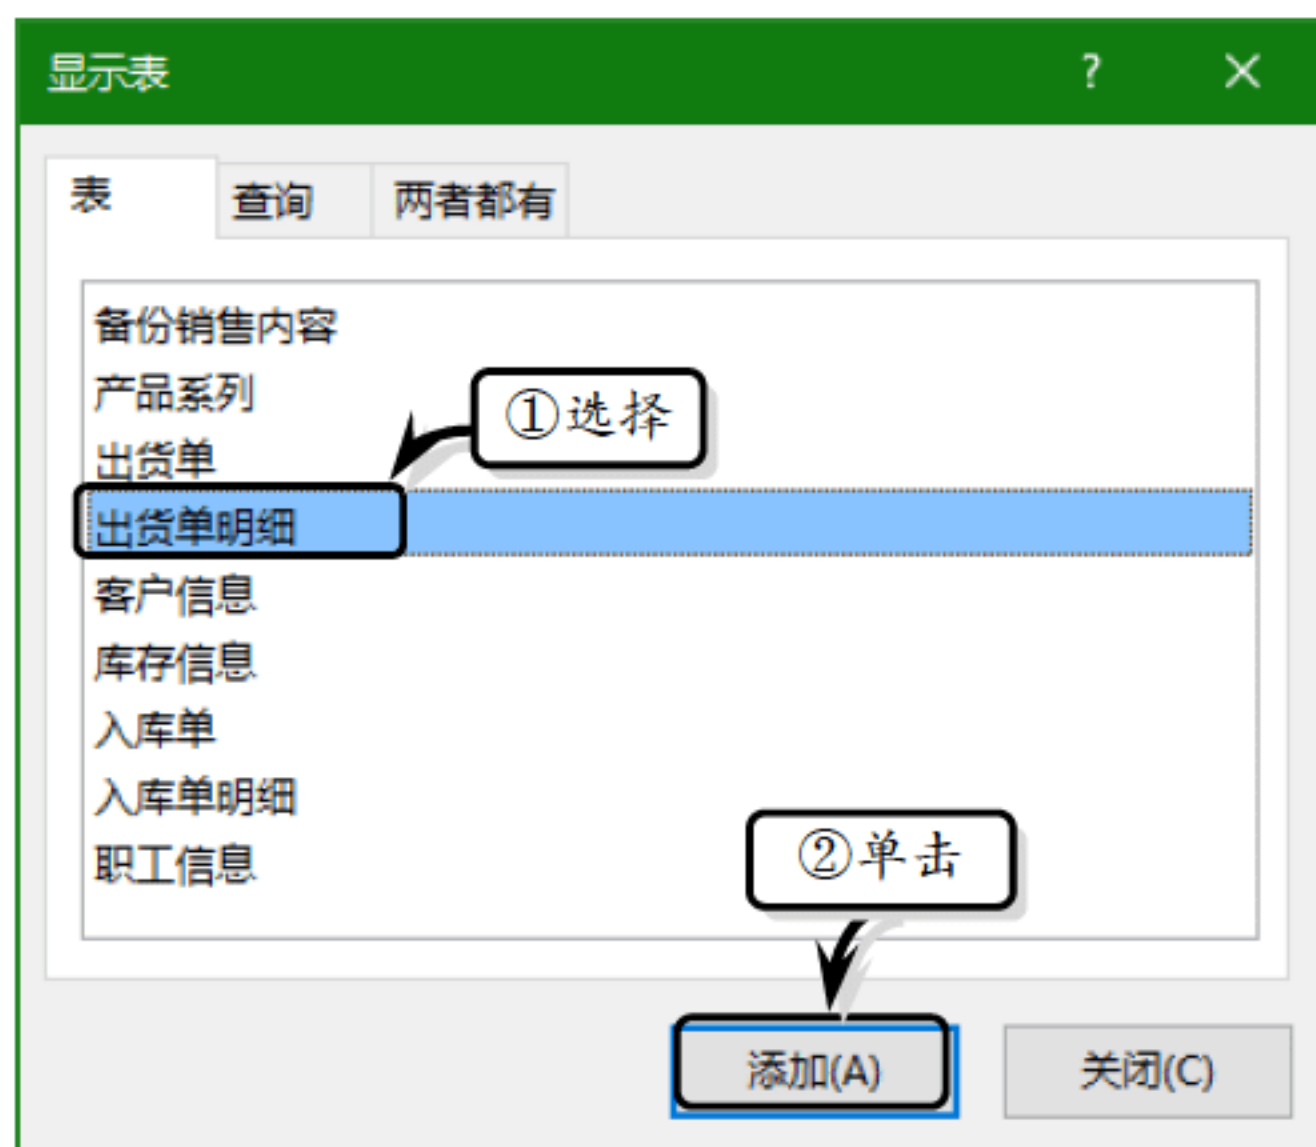 显示表
?
表 查询 两者都有
备份销售内容
产品系列
①选择
出货单
出货单明细
客户信息
库存信息
入库单
入库单明细
②单击
职工信息
添加(A) 关闭(C)